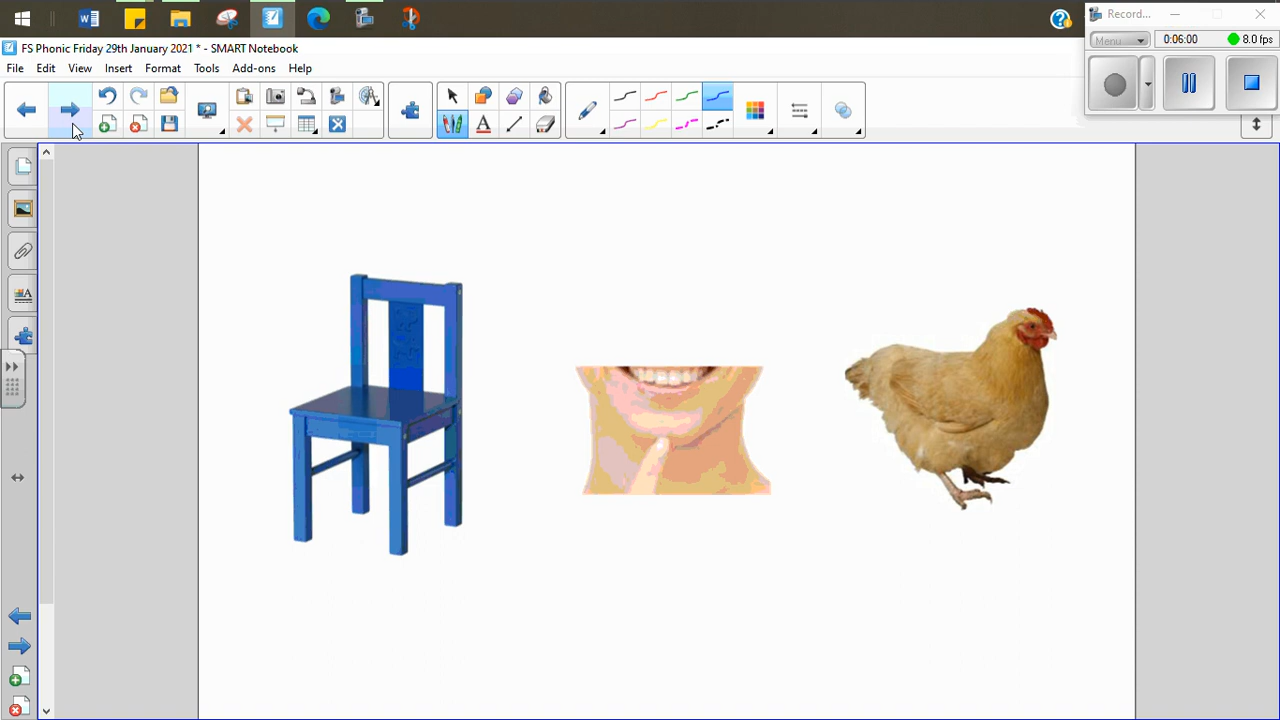 Record...
Menu
0:06:00
8.0 fps
FS Phonic Friday 29th January 2021 * - SMART Notebook
File Edit View Insert Format Tools Add-ons Help